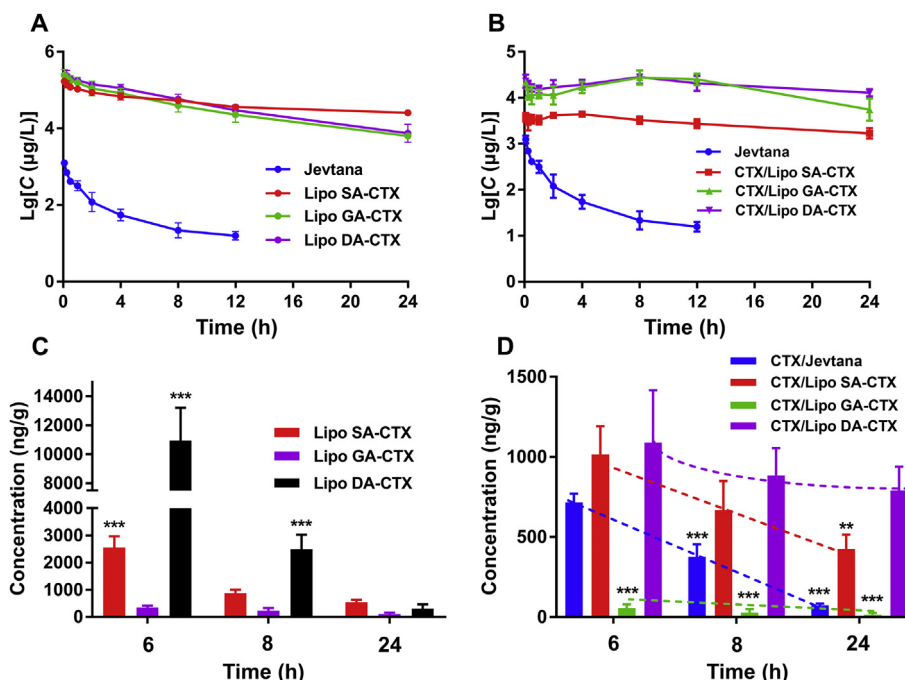 A
Lg[C (µg/L)]
6
4
2
0
Jevtana
Lipo SA-CTX
Lipo GA-CTX
Lipo DA-CTX
0 4 8 12 16 20 24
Time (h)
B
Lg[C (µg/L)]
5
4
3
2
1
0
Jevtana
CTX/Lipo SA-CTX
CTX/Lipo GA-CTX
CTX/Lipo DA-CTX
0 4 8 12 16 20 24
Time (h)
C
Concentration (ng/g)
14000
12000
10000
8000
6000
4000
3000
2000
1000
0
***
***
***
Lipo SA-CTX
Lipo GA-CTX
Lipo DA-CTX
6 8 24
Time (h)
D
CTX/Jevtana
CTX/Lipo SA-CTX
CTX/Lipo GA-CTX
CTX/Lipo DA-CTX
Concentration (ng/g)
1500
1000
500
0
***
***
***
***
**
***
6 8 24
Time (h)